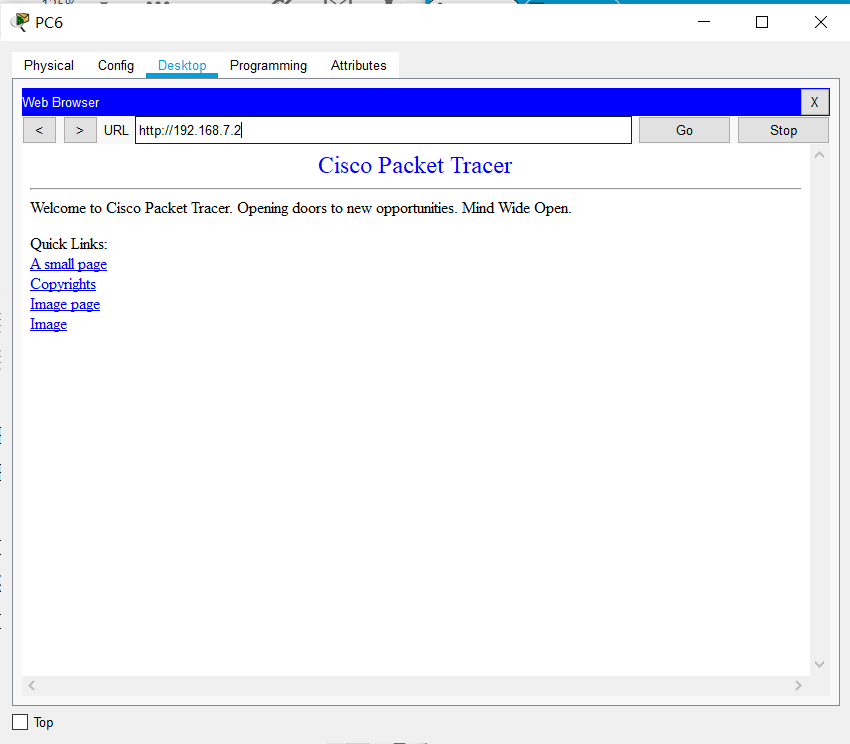 PC6
Physical Config Desktop Programming Attributes
Web Browser X
< > URL http://192.168.7.2 Go Stop
Cisco Packet Tracer
Welcome to Cisco Packet Tracer. Opening doors to new opportunities. Mind Wide Open.
Quick Links:
A small page
Copyrights
Image page
Image
Top